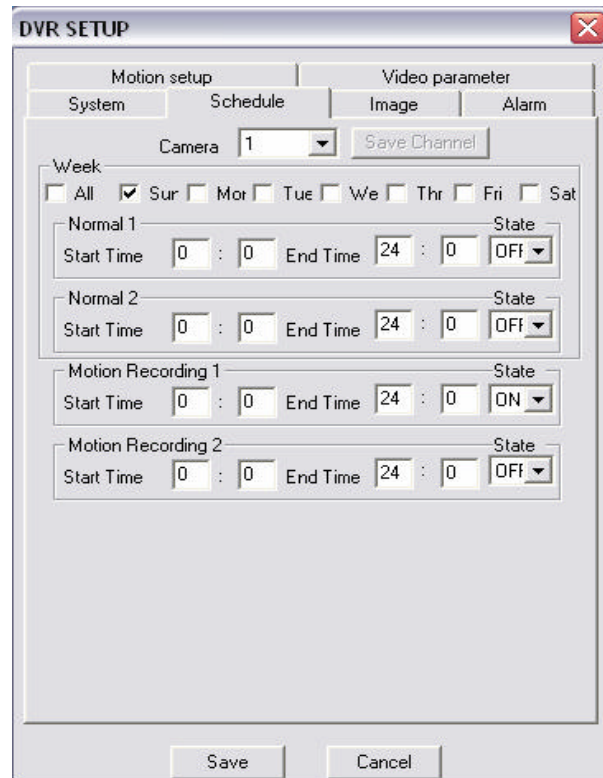 DVR SETUP
Motion setup Video parameter
System Schedule Image Alarm
Camera 1 Save Channel
Week
All Sun Mor Tue We Thr Fri Sat
Normal 1 State
Start Time 0 : 0 End Time 24 : 0 OFF
Normal 2 State
Start Time 0 : 0 End Time 24 : 0 OFF
Motion Recording 1 State
Start Time 0 : 0 End Time 24 : 0 ON
Motion Recording 2 State
Start Time 0 : 0 End Time 24 : 0 OFF
Save Cancel